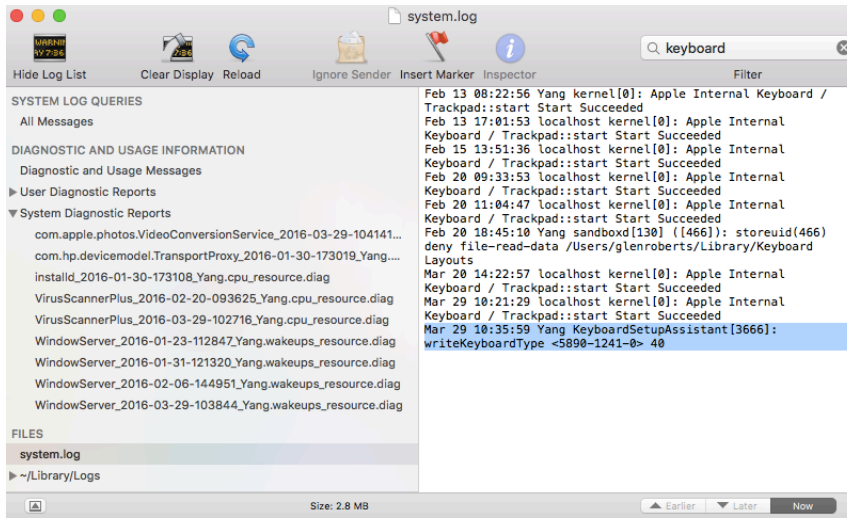 system.log
WARNIN
AY 7:36
7:36
keyboard
Hide Log List
Clear Display
Reload
Ignore Sender
Insert Marker
Inspector
Filter
SYSTEM LOG QUERIES
All Messages
DIAGNOSTIC AND USAGE INFORMATION
Diagnostic and Usage Messages
User Diagnostic Reports
System Diagnostic Reports
com.apple.photos.VideoConversionService_2016-03-29-104141...
com.hp.devicemodel.TransportProxy_2016-01-30-173019_Yang....
installd_2016-01-30-173108_Yang.cpu_resource.diag
VirusScannerPlus_2016-02-20-093625_Yang.cpu_resource.diag
VirusScannerPlus_2016-03-29-102716_Yang.cpu_resource.diag
WindowServer_2016-01-23-112847_Yang.wakeups_resource.diag
WindowServer_2016-01-31-121320_Yang.wakeups_resource.diag
WindowServer_2016-02-06-144951_Yang.wakeups_resource.diag
WindowServer_2016-03-29-103844_Yang.wakeups_resource.diag
FILES
system.log
~/Library/Logs
Feb 13 08:22:56 Yang kernel[0]: Apple Internal Keyboard /
Trackpad::start Start Succeeded
Feb 13 17:01:53 localhost kernel[0]: Apple Internal
Keyboard / Trackpad::start Start Succeeded
Feb 15 13:51:36 localhost kernel[0]: Apple Internal
Keyboard / Trackpad::start Start Succeeded
Feb 20 09:33:53 localhost kernel[0]: Apple Internal
Keyboard / Trackpad::start Start Succeeded
Feb 20 11:04:47 localhost kernel[0]: Apple Internal
Keyboard / Trackpad::start Start Succeeded
Feb 20 18:45:10 Yang sandboxd[130] ([466]): storeuid(466)
deny file-read-data /Users/glenroberts/Library/Keyboard
Layouts
Mar 20 14:22:57 localhost kernel[0]: Apple Internal
Keyboard / Trackpad::start Start Succeeded
Mar 29 10:21:29 localhost kernel[0]: Apple Internal
Keyboard / Trackpad::start Start Succeeded
Mar 29 10:35:59 Yang KeyboardSetupAssistant[3666]:
writeKeyboardType <5890-1241-0> 40
Size: 2.8 MB
Earlier
Later
Now